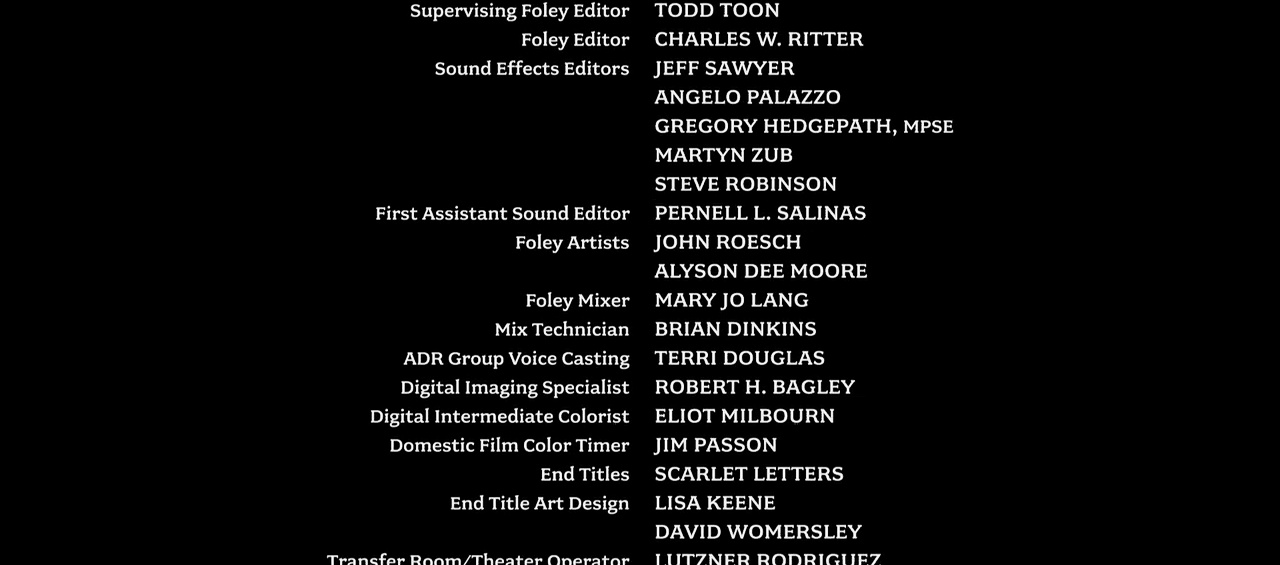 Supervising Foley Editor TODD TOON
Foley Editor CHARLES W. RITTER
Sound Effects Editors JEFF SAWYER
ANGELO PALAZZO
GREGORY HEDGEPATH, MPSE
MARTYN ZUB
STEVE ROBINSON
First Assistant Sound Editor PERNELL L. SALINAS
Foley Artists JOHN ROESCH
ALYSON DEE MOORE
Foley Mixer MARY JO LANG
Mix Technician BRIAN DINKINS
ADR Group Voice Casting TERRI DOUGLAS
Digital Imaging Specialist ROBERT H. BAGLEY
Digital Intermediate Colorist ELIOT MILBOURN
Domestic Film Color Timer JIM PASSON
End Titles SCARLET LETTERS
End Title Art Design LISA KEENE
DAVID WOMERSLEY
Transfer Room/Theater Operator LUTZNER RODRIGUEZ